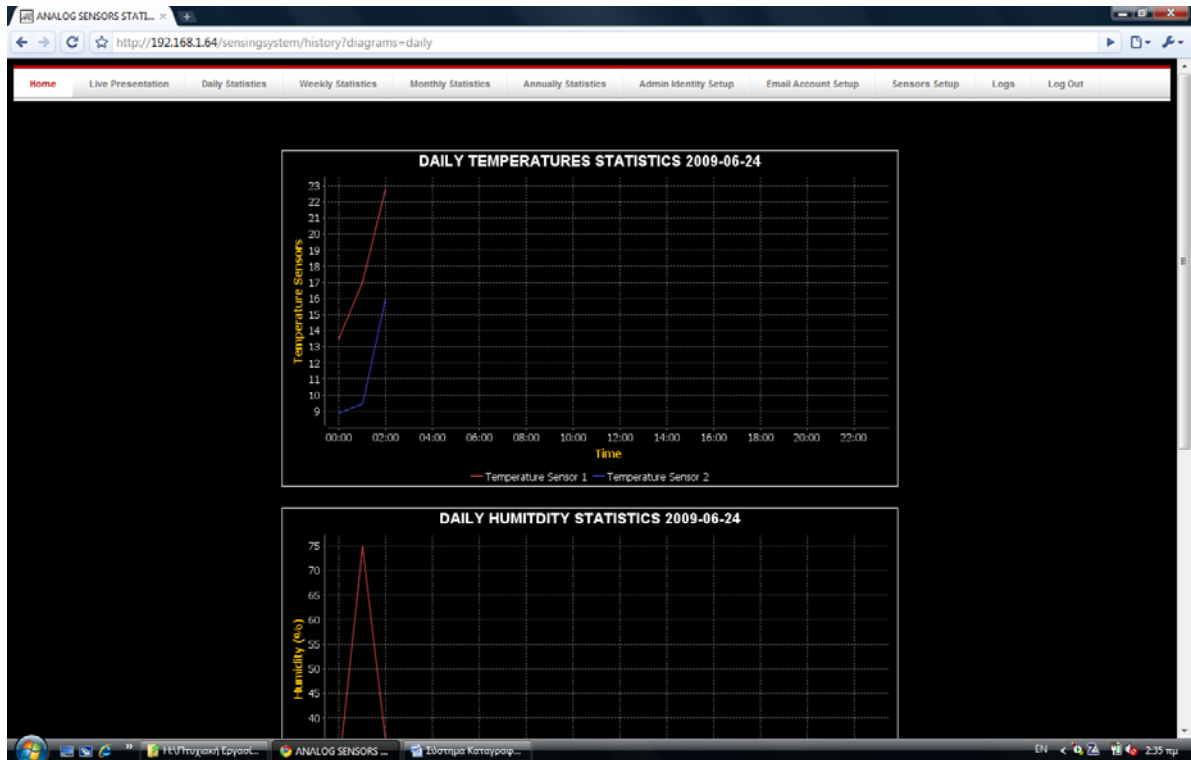 ANALOG SENSORS STATI...
http://192.168.1.64/sensingsystem/history?diagrams=daily
Home Live Presentation Daily Statistics Weekly Statistics Monthly Statistics Annually Statistics Admin Identity Setup Email Account Setup Sensors Setup Logs Log Out
DAILY TEMPERATURES STATISTICS 2009-06-24
Temperature Sensors
23
22
21
20
19
18
17
16
15
14
13
12
11
10
9
00:00 02:00 04:00 06:00 08:00 10:00 12:00 14:00 16:00 18:00 20:00 22:00
Time
Temperature Sensor 1 Temperature Sensor 2
DAILY HUMITDITY STATISTICS 2009-06-24
Humidity (%)
75
70
65
60
55
50
45
40
H:\Πτυχιακή Εργασί... ANALOG SENSORS ... Σύστημα Καταγραφ... EN 2:35 πμ